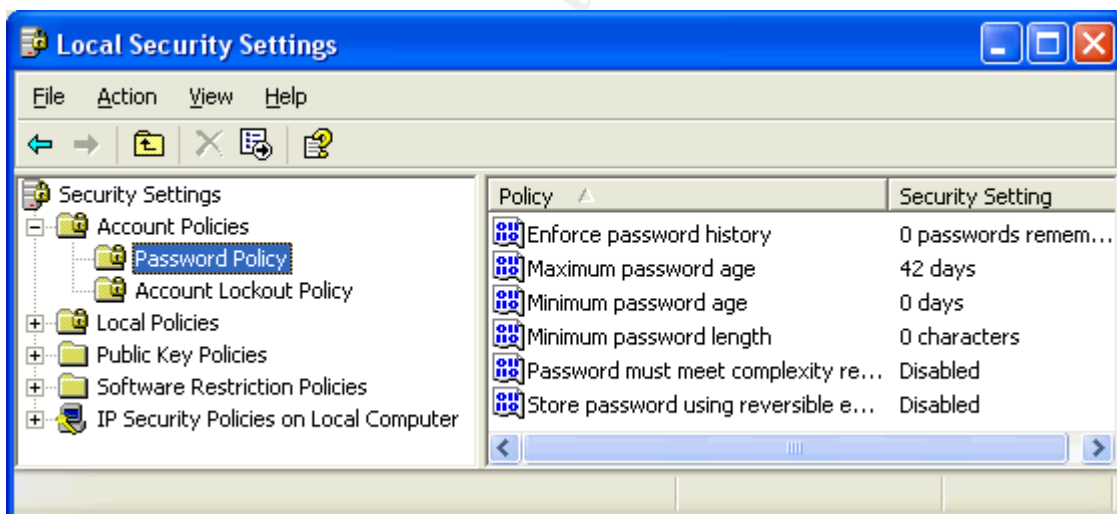 Local Security Settings
File Action View Help
Security Settings
Account Policies
Password Policy
Account Lockout Policy
Local Policies
Public Key Policies
Software Restriction Policies
IP Security Policies on Local Computer
Policy Security Setting
Enforce password history 0 passwords remem...
Maximum password age 42 days
Minimum password age 0 days
Minimum password length 0 characters
Password must meet complexity re... Disabled
Store password using reversible e... Disabled